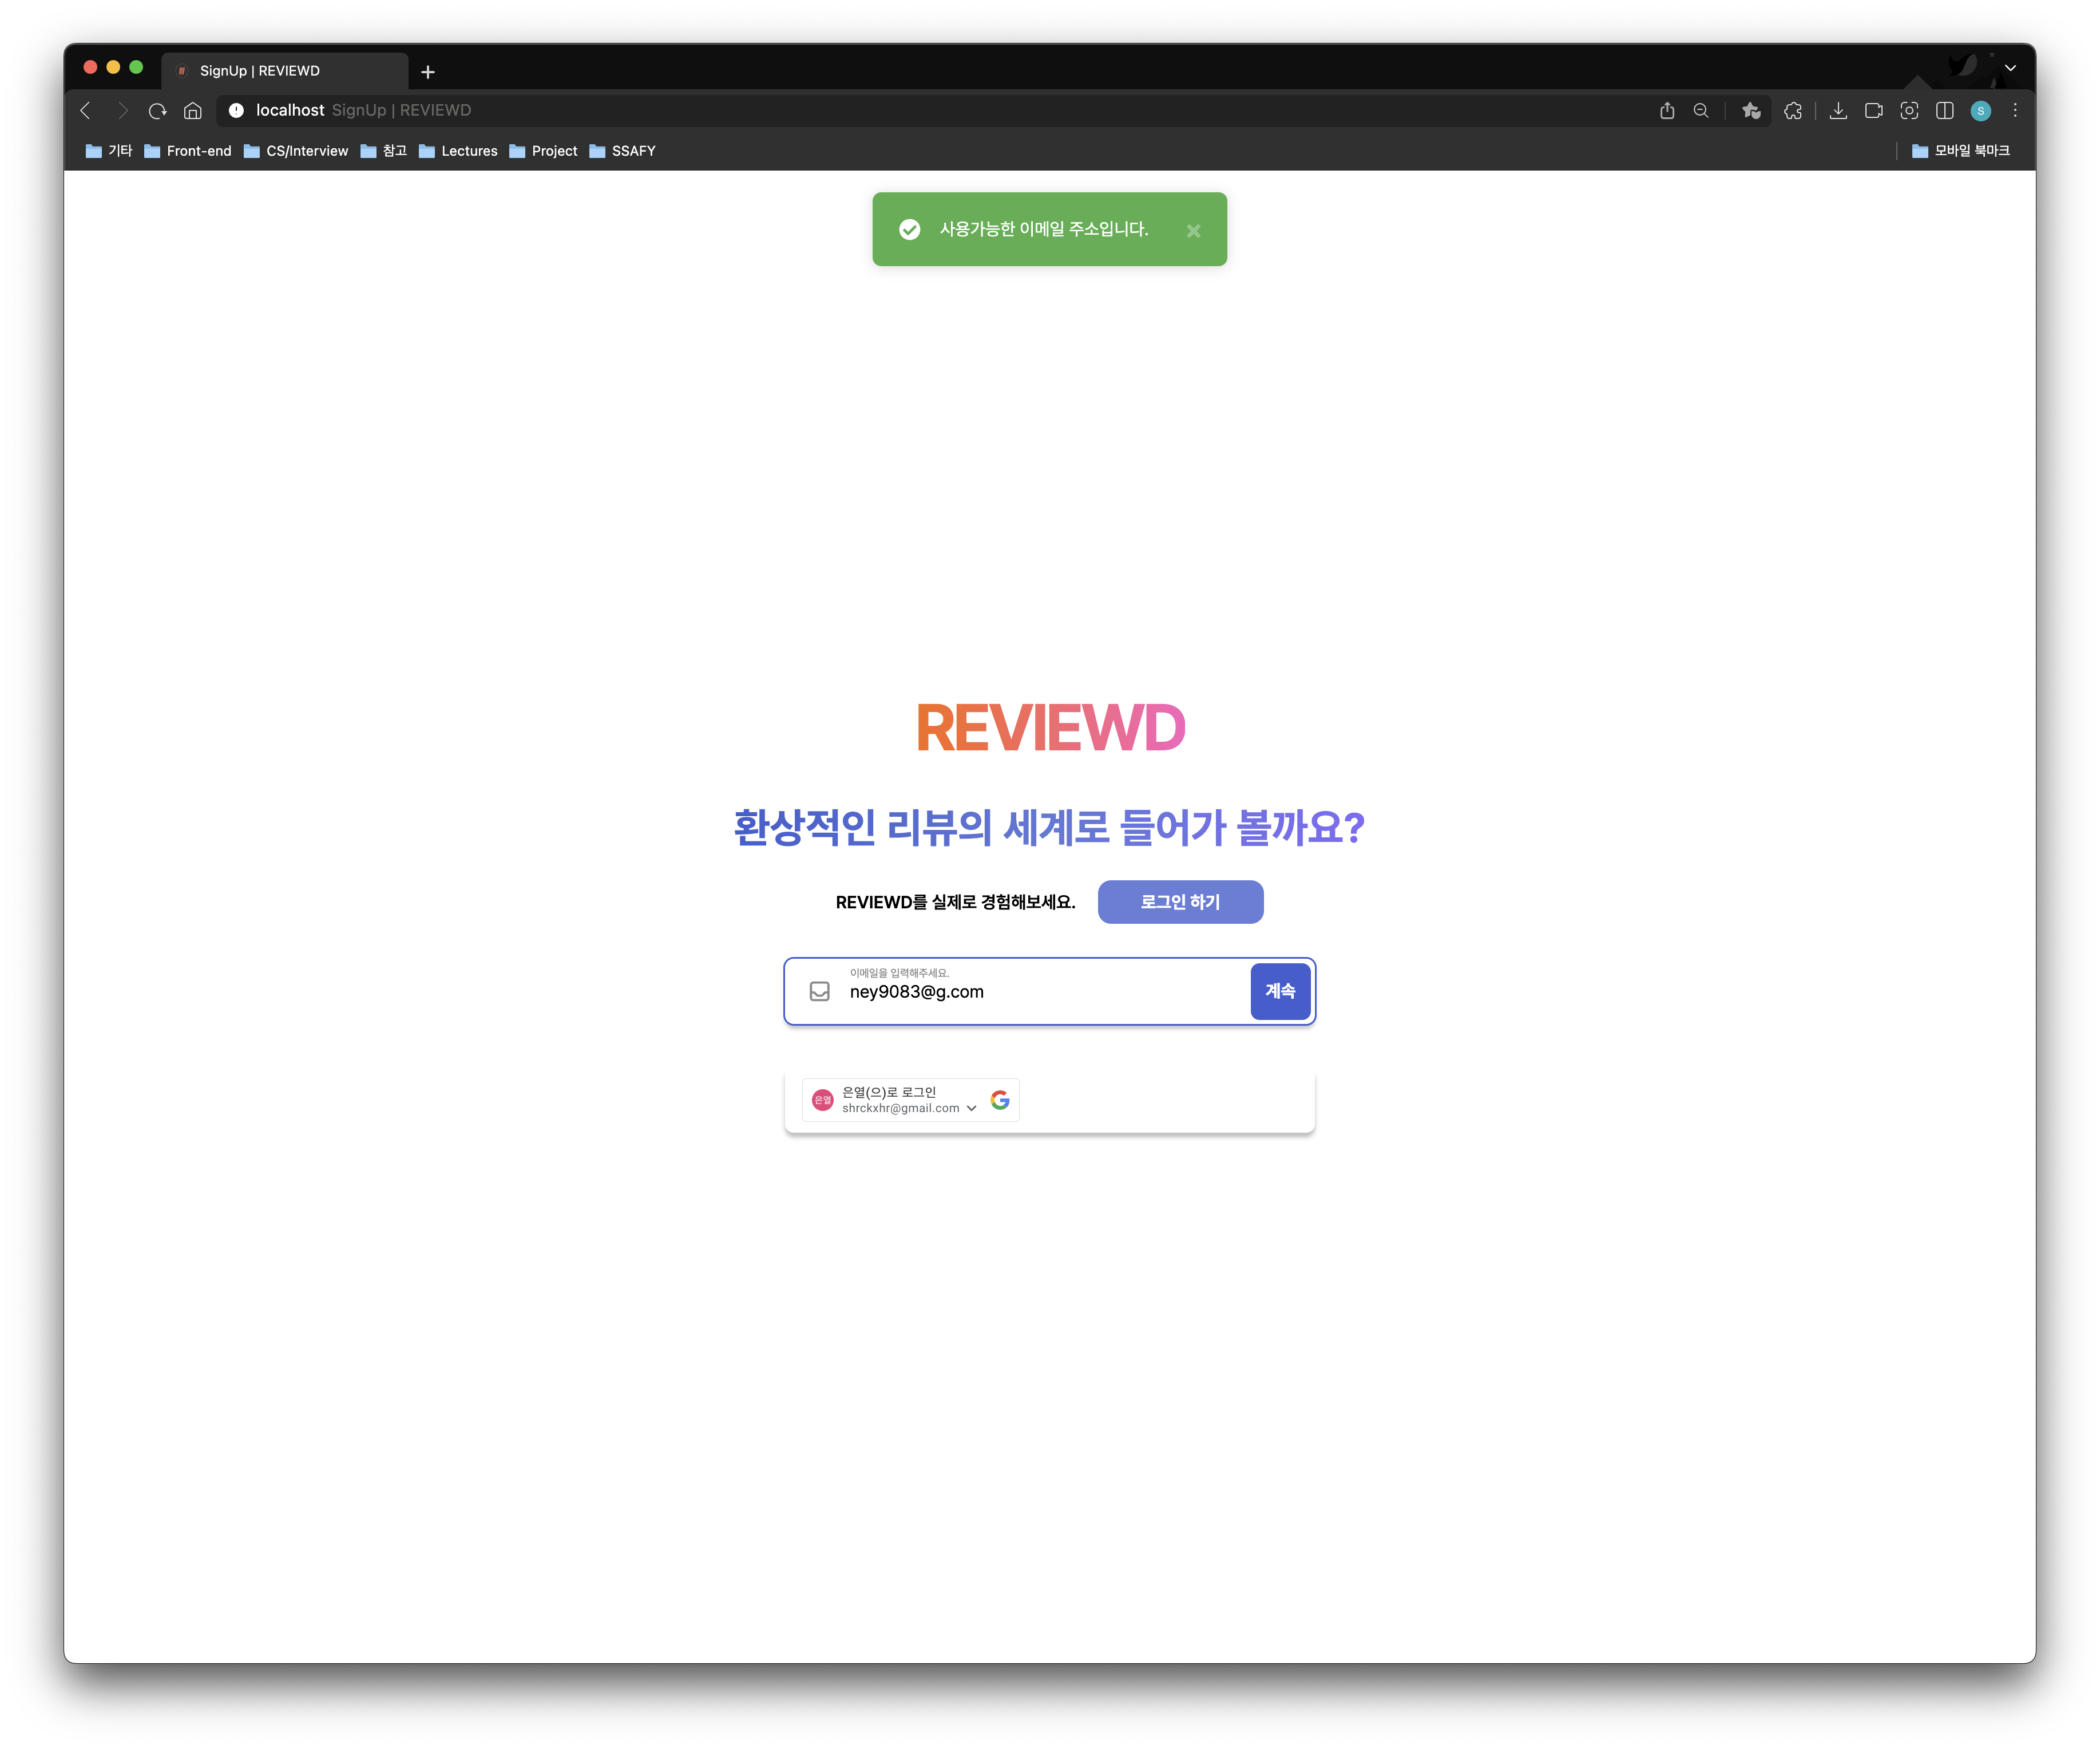 SignUp | REVIEWD
localhost SignUp | REVIEWD
S
기타 Front-end CS/Interview 참고 Lectures Project SSAFY 모바일 북마크
사용가능한 이메일 주소입니다.
REVIEWD
환상적인 리뷰의 세계로 들어가 볼까요?
REVIEWD를 실제로 경험해보세요. 로그인 하기
이메일을 입력해주세요.
ney9083@g.com
계속
은열
은열(으)로 로그인
shrckxhr@gmail.com